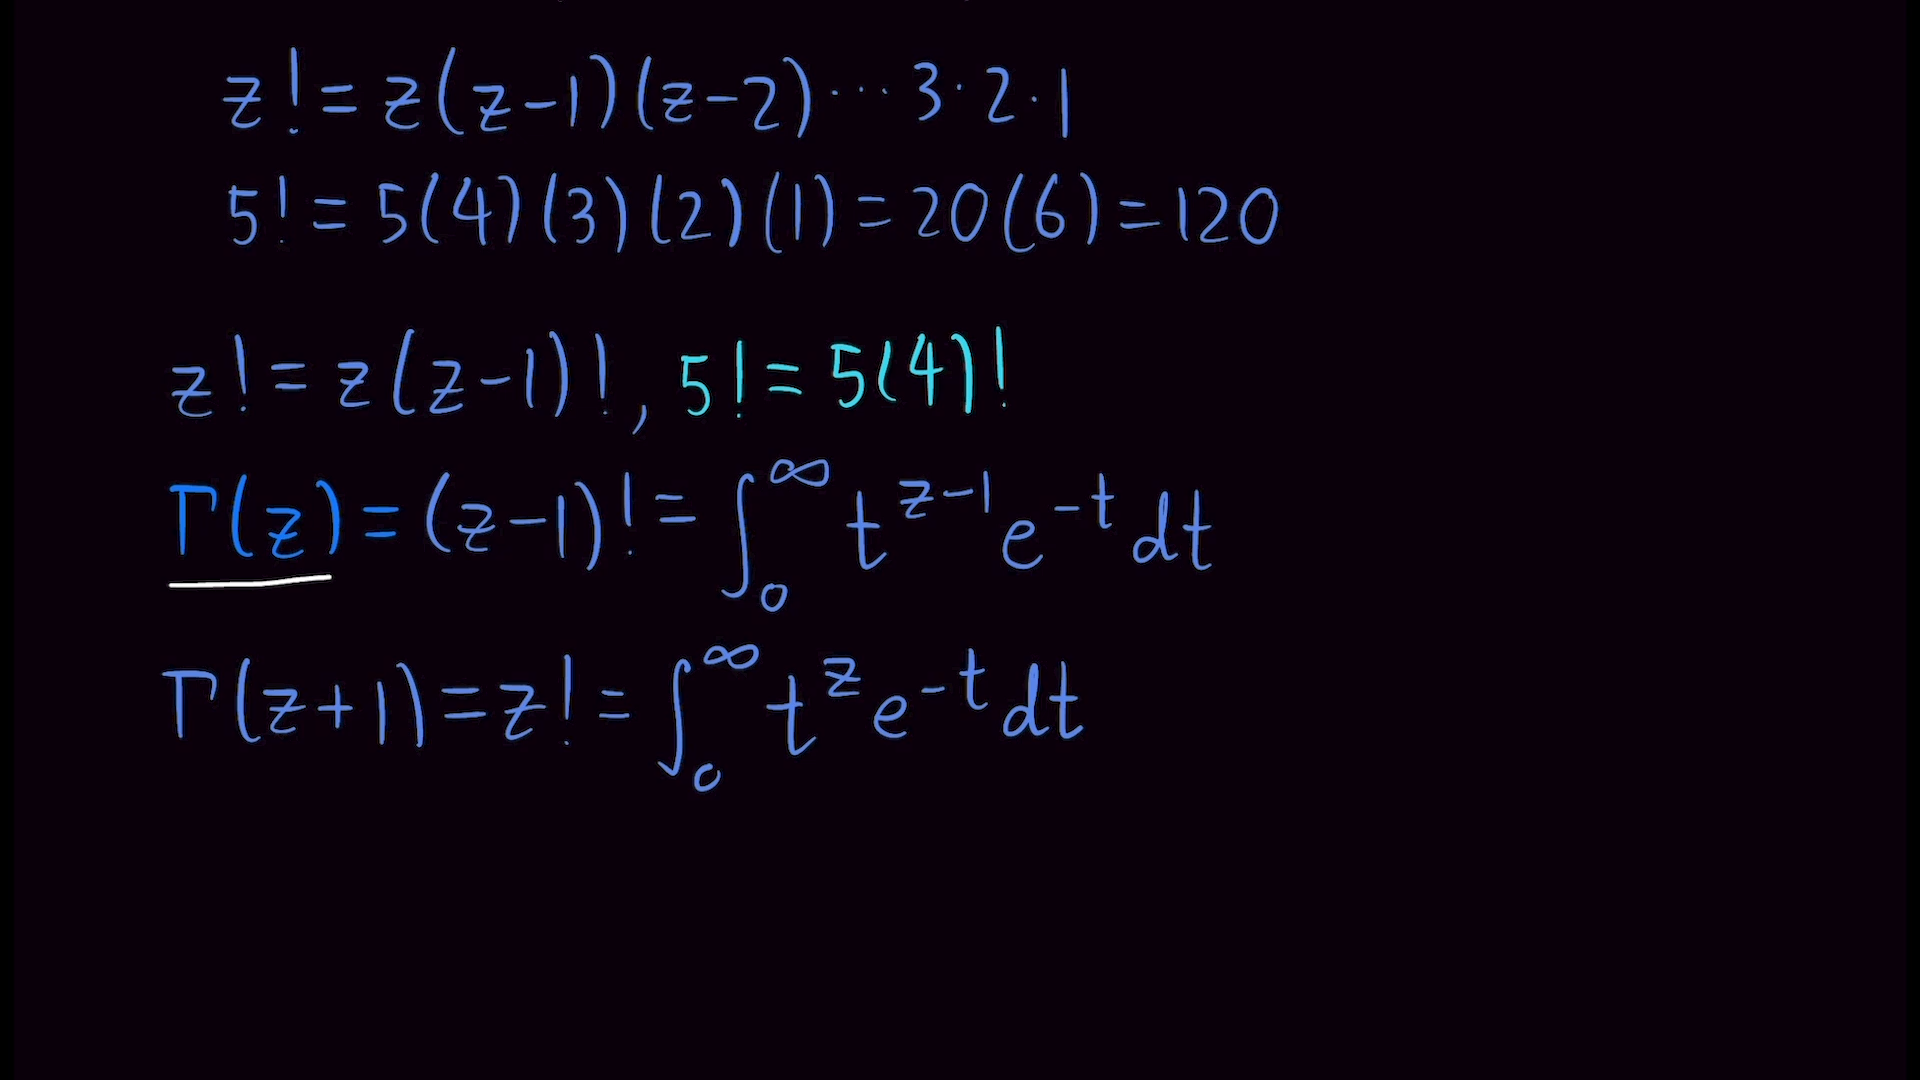 z! = z(z-1)(z-2)⋯3·2·1
5! = 5(4)(3)(2)(1) = 20(6) = 120
z! = z(z-1)!, 5! = 5(4)!
Γ(z) = (z-1)! = ∫₀^∞ t^{z-1} e^{-t} dt
Γ(z+1) = z! = ∫₀^∞ t^z e^{-t} dt